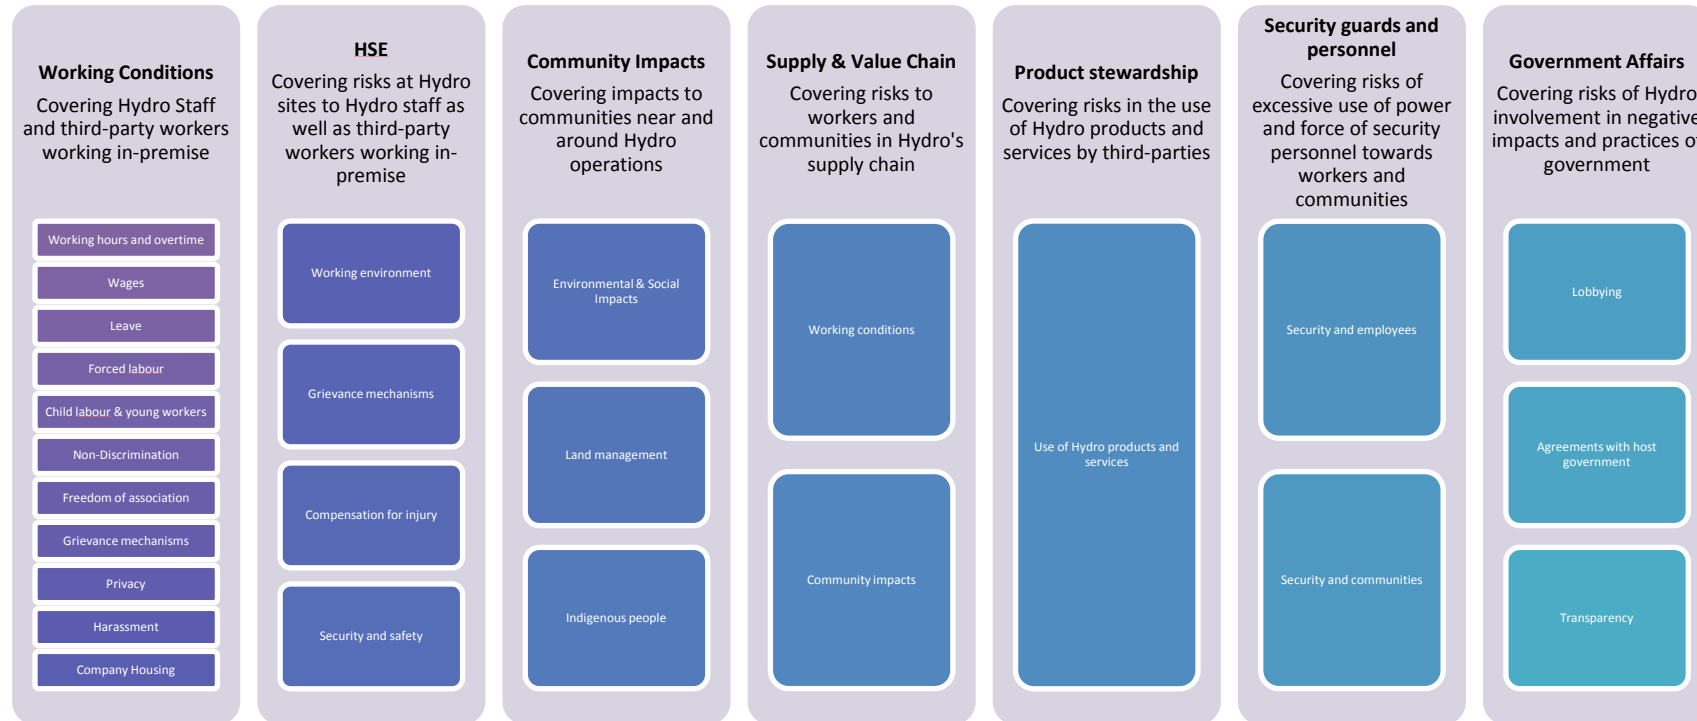 Working Conditions
Covering Hydro Staff
and third-party workers
working in-premise
Working hours and overtime
Wages
Leave
Forced labour
Child labour & young workers
Non-Discrimination
Freedom of association
Grievance mechanisms
Privacy
Harassment
Company Housing
HSE
Covering risks at Hydro
sites to Hydro staff as
well as third-party
workers working in-
premise
Working environment
Grievance mechanisms
Compensation for injury
Security and safety
Community Impacts
Covering impacts to
communities near and
around Hydro
operations
Environmental & Social
Impacts
Land management
Indigenous people
Supply & Value Chain
Covering risks to
workers and
communities in Hydro's
supply chain
Working conditions
Community impacts
Product stewardship
Covering risks in the use
of Hydro products and
services by third-parties
Use of Hydro products and
services
Security guards and
personnel
Covering risks of
excessive use of power
and force of security
personnel towards
workers and
communities
Security and employees
Security and communities
Government Affairs
Covering risks of Hydro
involvement in negative
impacts and practices of
government
Lobbying
Agreements with host
government
Transparency